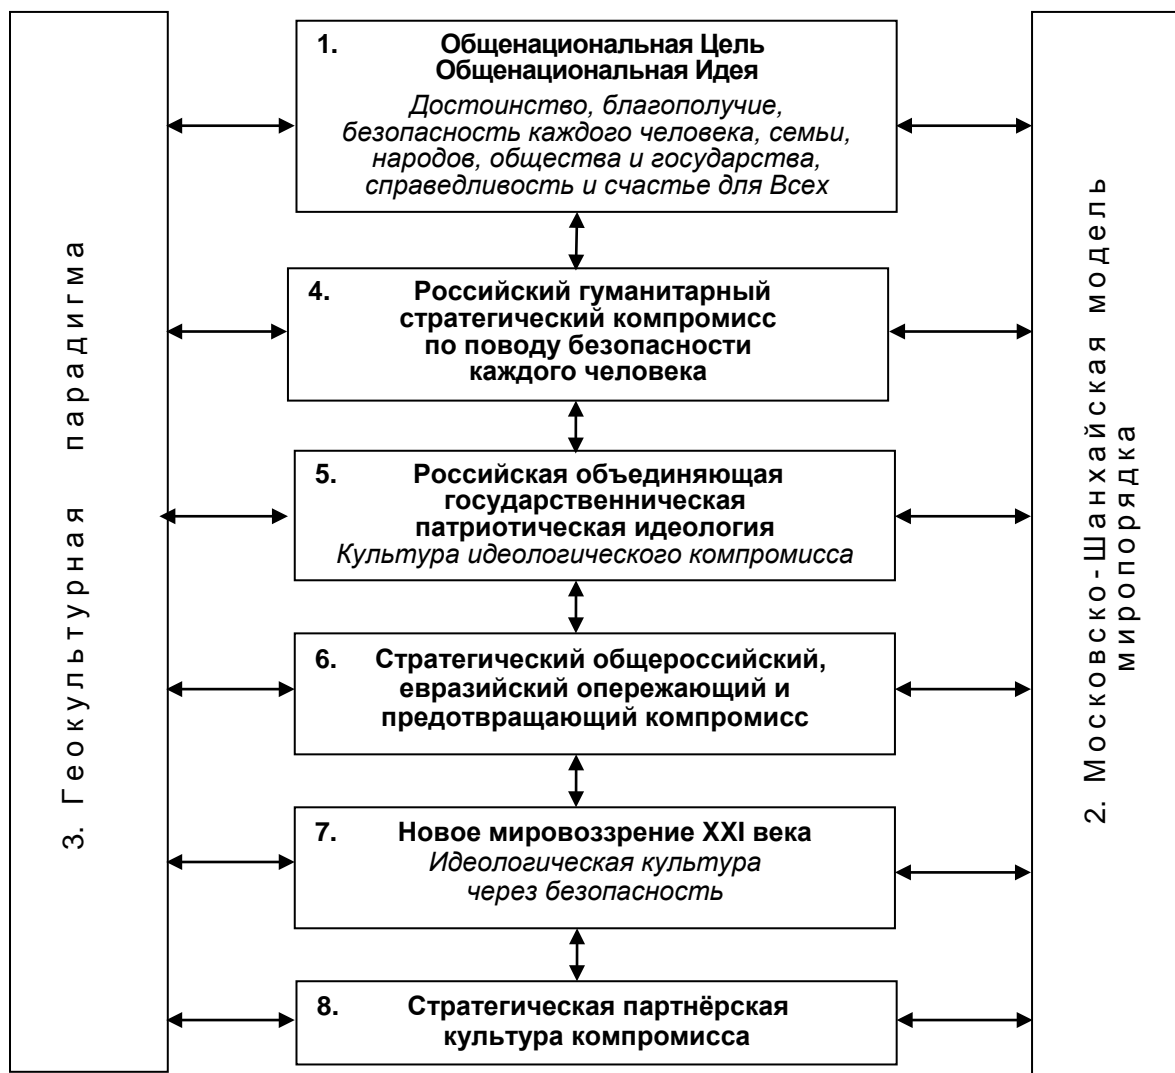 1. Общенациональная Цель
Общенациональная Идея
Достоинство, благополучие,
безопасность каждого человека, семьи,
народов, общества и государства,
справедливость и счастье для Всех
2. Московско-Шанхайская модель
миропорядка
3. Геокультурная парадигма
4. Российский гуманитарный
стратегический компромисс
по поводу безопасности
каждого человека
5. Российская объединяющая
государственническая
патриотическая идеология
Культура идеологического компромисса
6. Стратегический общероссийский,
евразийский опережающий и
предотвращающий компромисс
7. Новое мировоззрение XXI века
Идеологическая культура
через безопасность
8. Стратегическая партнёрская
культура компромисса